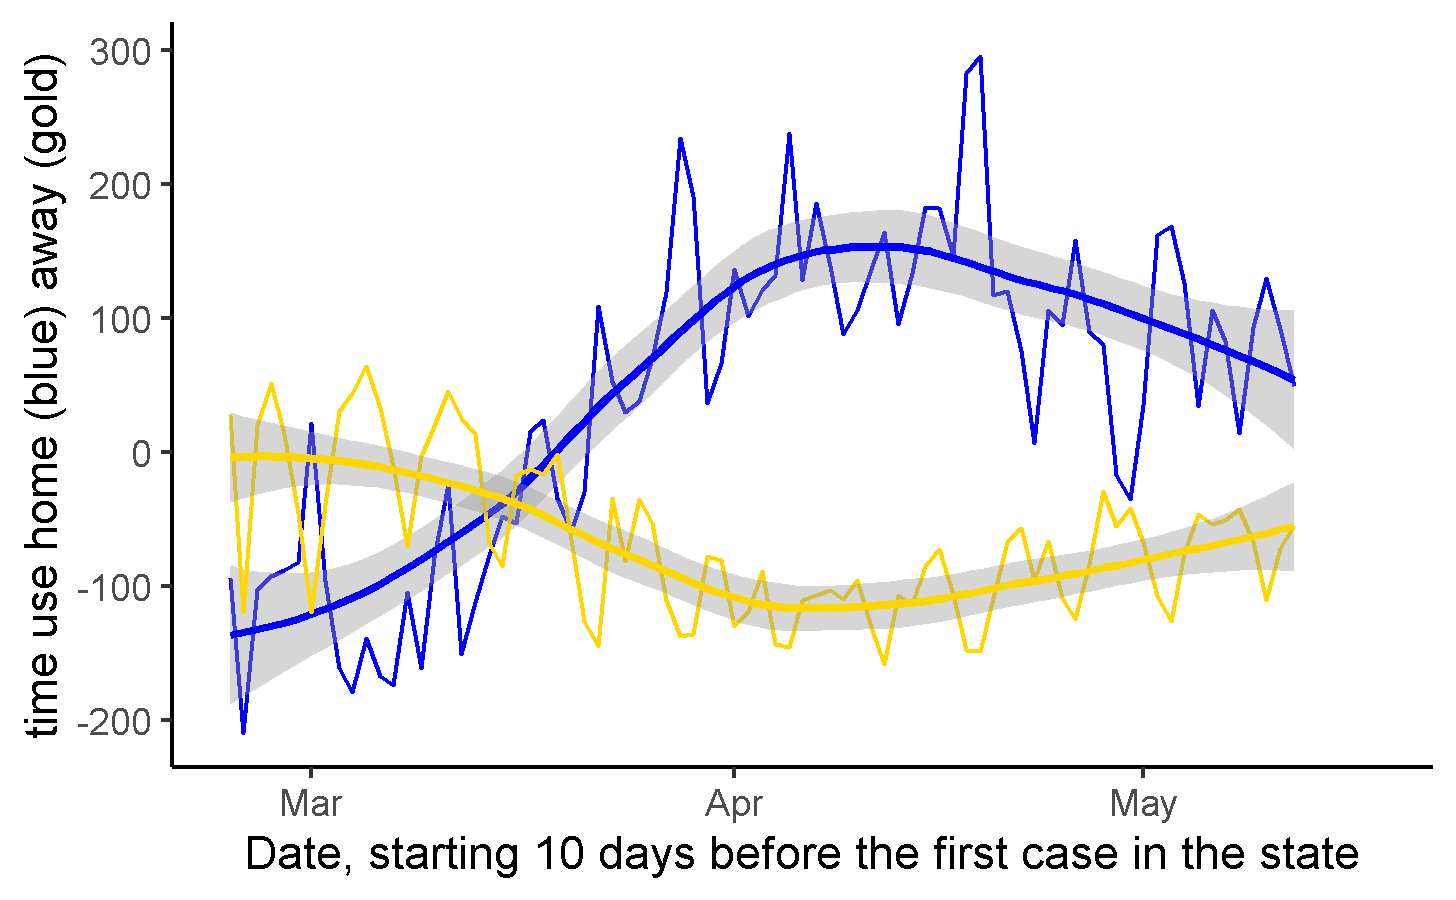 time use home (blue) away (gold)
300
200
100
0
-100
-200
Mar Apr May
Date, starting 10 days before the first case in the state